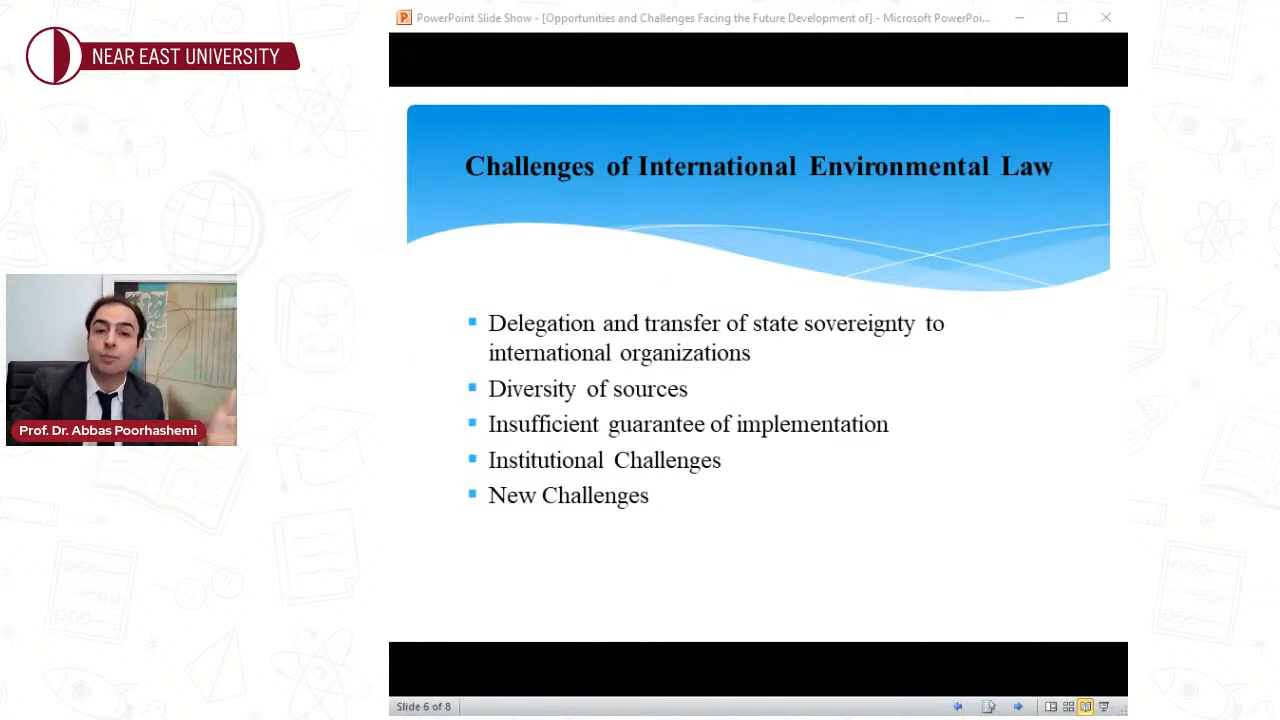 NEAR EAST UNIVERSITY
PowerPoint Slide Show - [Opportunities and Challenges Facing the Future Development of] - Microsoft PowerPoi...
Challenges of International Environmental Law
Delegation and transfer of state sovereignty to
international organizations
Diversity of sources
Insufficient guarantee of implementation
Institutional Challenges
New Challenges
Prof. Dr. Abbas Poorhashemi
Slide 6 of 8